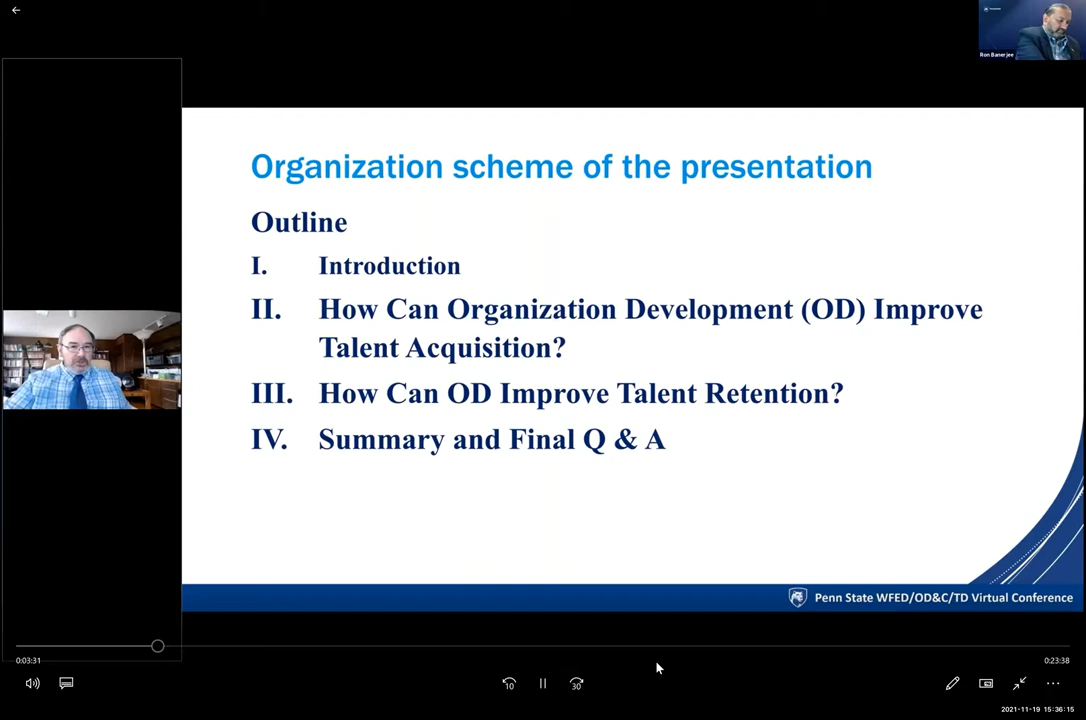 Ron Banerjee
Organization scheme of the presentation
Outline
I. Introduction
II. How Can Organization Development (OD) Improve
Talent Acquisition?
III. How Can OD Improve Talent Retention?
IV. Summary and Final Q & A
Penn State WFED/OD&C/TD Virtual Conference
0:03:31
0:23:38
10
30
2021-11-19 15:36:15